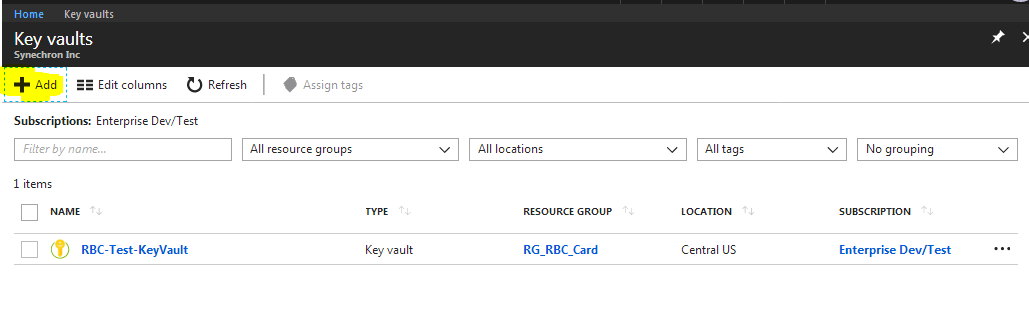 Home Key vaults
Key vaults
Synechron Inc
Add Edit columns Refresh Assign tags
Subscriptions: Enterprise Dev/Test
Filter by name... All resource groups All locations All tags No grouping
1 items
NAME TYPE RESOURCE GROUP LOCATION SUBSCRIPTION
RBC-Test-KeyVault Key vault RG_RBC_Card Central US Enterprise Dev/Test